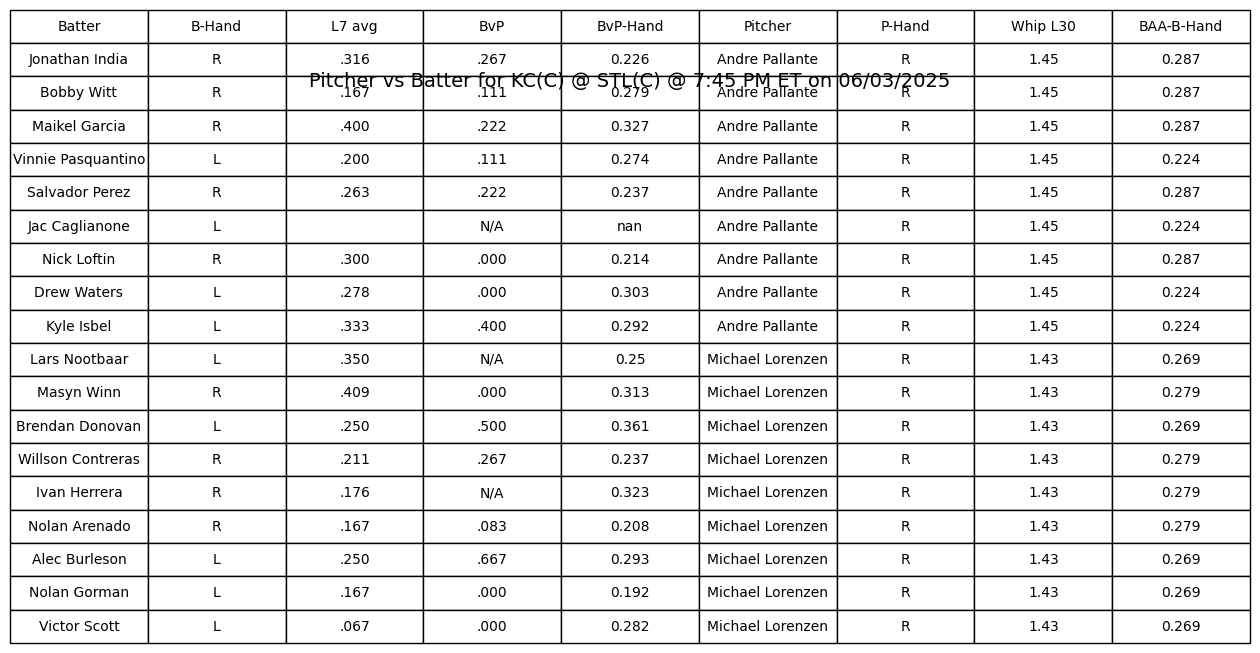 Batter B-Hand L7 avg BvP BvP-Hand Pitcher P-Hand Whip L30 BAA-B-Hand
Jonathan India R .316 .267 0.226 Andre Pallante R 1.45 0.287
Pitcher vs Batter for KC(C) @ STL(C) @ 7:45 PM ET on 06/03/2025
Bobby Witt R .167 .111 0.279 Andre Pallante R 1.45 0.287
Maikel Garcia R .400 .222 0.327 Andre Pallante R 1.45 0.287
Vinnie Pasquantino L .200 .111 0.274 Andre Pallante R 1.45 0.224
Salvador Perez R .263 .222 0.237 Andre Pallante R 1.45 0.287
Jac Caglianone L N/A nan Andre Pallante R 1.45 0.224
Nick Loftin R .300 .000 0.214 Andre Pallante R 1.45 0.287
Drew Waters L .278 .000 0.303 Andre Pallante R 1.45 0.224
Kyle Isbel L .333 .400 0.292 Andre Pallante R 1.45 0.224
Lars Nootbaar L .350 N/A 0.25 Michael Lorenzen R 1.43 0.269
Masyn Winn R .409 .000 0.313 Michael Lorenzen R 1.43 0.279
Brendan Donovan L .250 .500 0.361 Michael Lorenzen R 1.43 0.269
Willson Contreras R .211 .267 0.237 Michael Lorenzen R 1.43 0.279
Ivan Herrera R .176 N/A 0.323 Michael Lorenzen R 1.43 0.279
Nolan Arenado R .167 .083 0.208 Michael Lorenzen R 1.43 0.279
Alec Burleson L .250 .667 0.293 Michael Lorenzen R 1.43 0.269
Nolan Gorman L .167 .000 0.192 Michael Lorenzen R 1.43 0.269
Victor Scott L .067 .000 0.282 Michael Lorenzen R 1.43 0.269